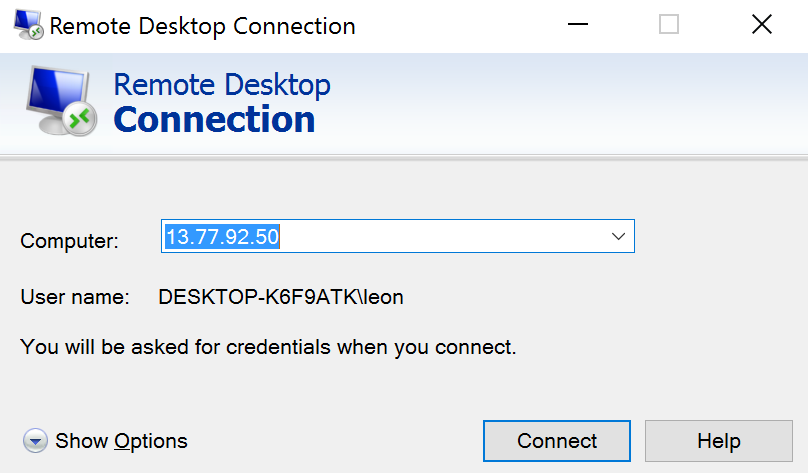 Remote Desktop Connection
Remote Desktop
Connection
Computer: 13.77.92.50
User name: DESKTOP-K6F9ATK\leon
You will be asked for credentials when you connect.
Show Options Connect Help